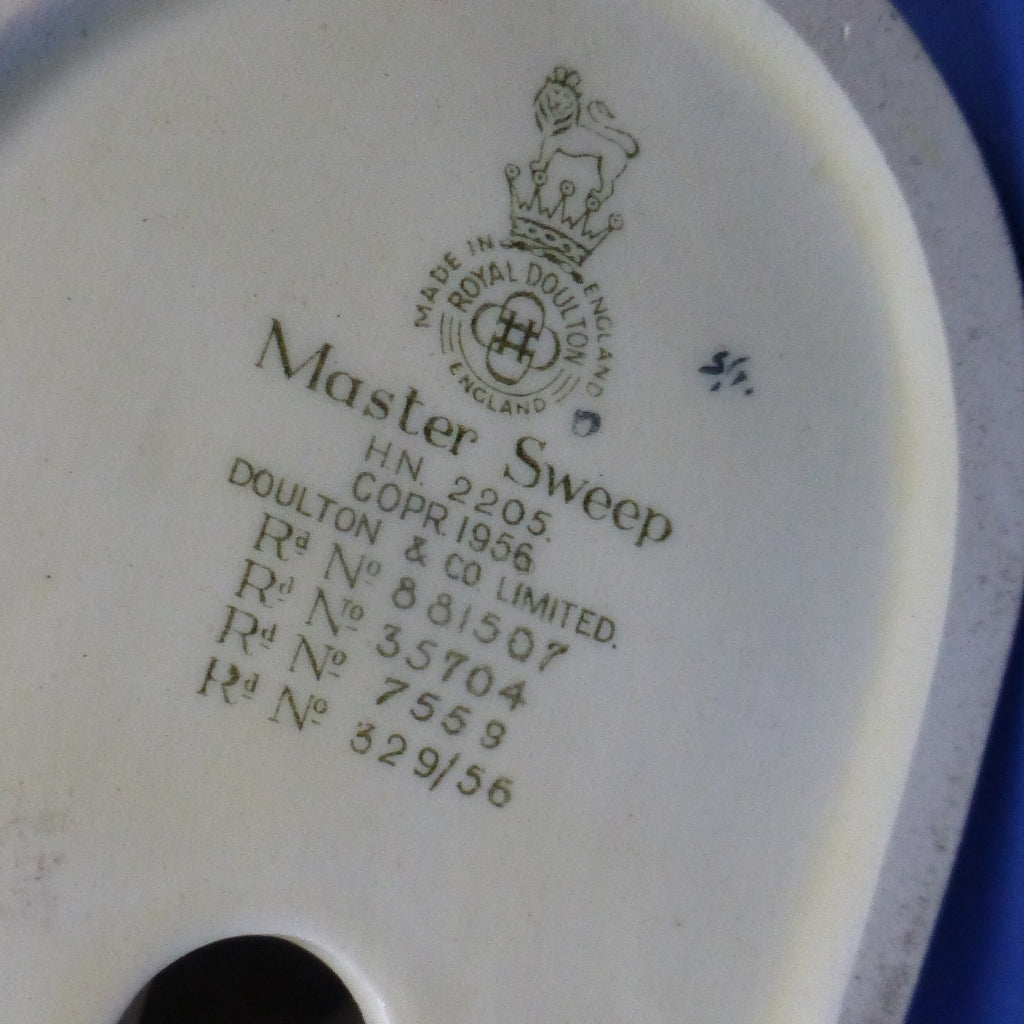 MADE IN ENGLAND
ROYAL DOULTON
ENGLAND
Master Sweep
H.N. 2205.
COPR. 1956
DOULTON & CO LIMITED.
Rd No 881507
Rd No 35704
Rd No 7559
Rd No 329/56